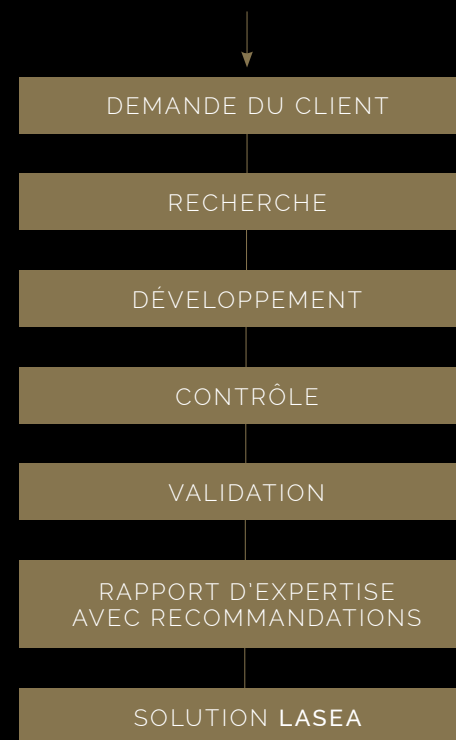 DEMANDE DU CLIENT
RECHERCHE
DÉVELOPPEMENT
CONTRÔLE
VALIDATION
RAPPORT D'EXPERTISE
AVEC RECOMMANDATIONS
SOLUTION LASEA